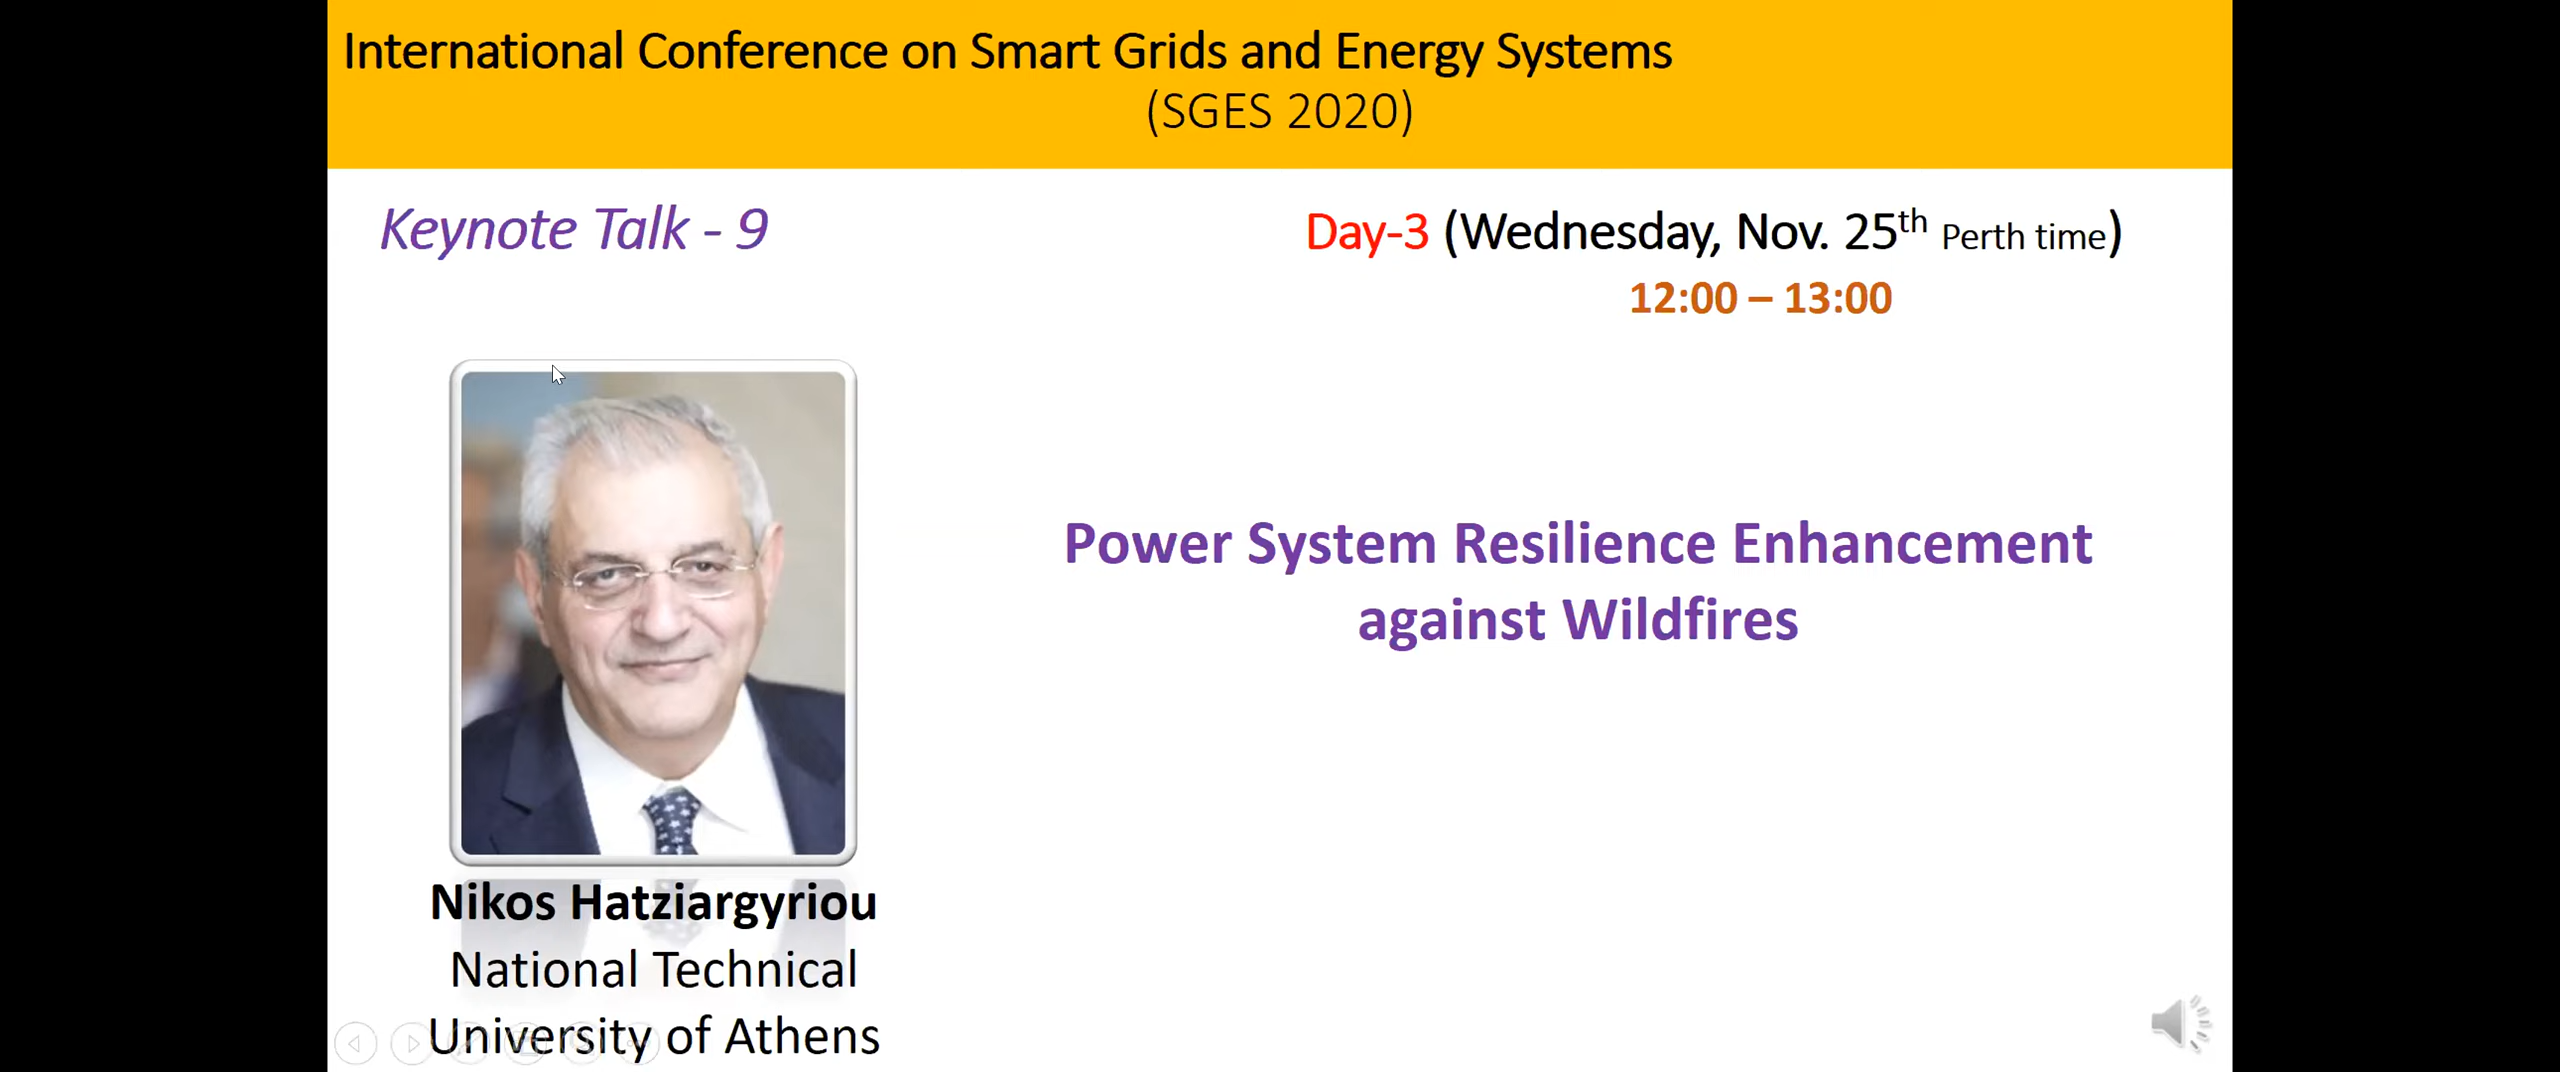 International Conference on Smart Grids and Energy Systems
(SGES 2020)
Keynote Talk - 9
Day-3 (Wednesday, Nov. 25th Perth time)
12:00 – 13:00
Power System Resilience Enhancement
against Wildfires
Nikos Hatziargyriou
National Technical
University of Athens